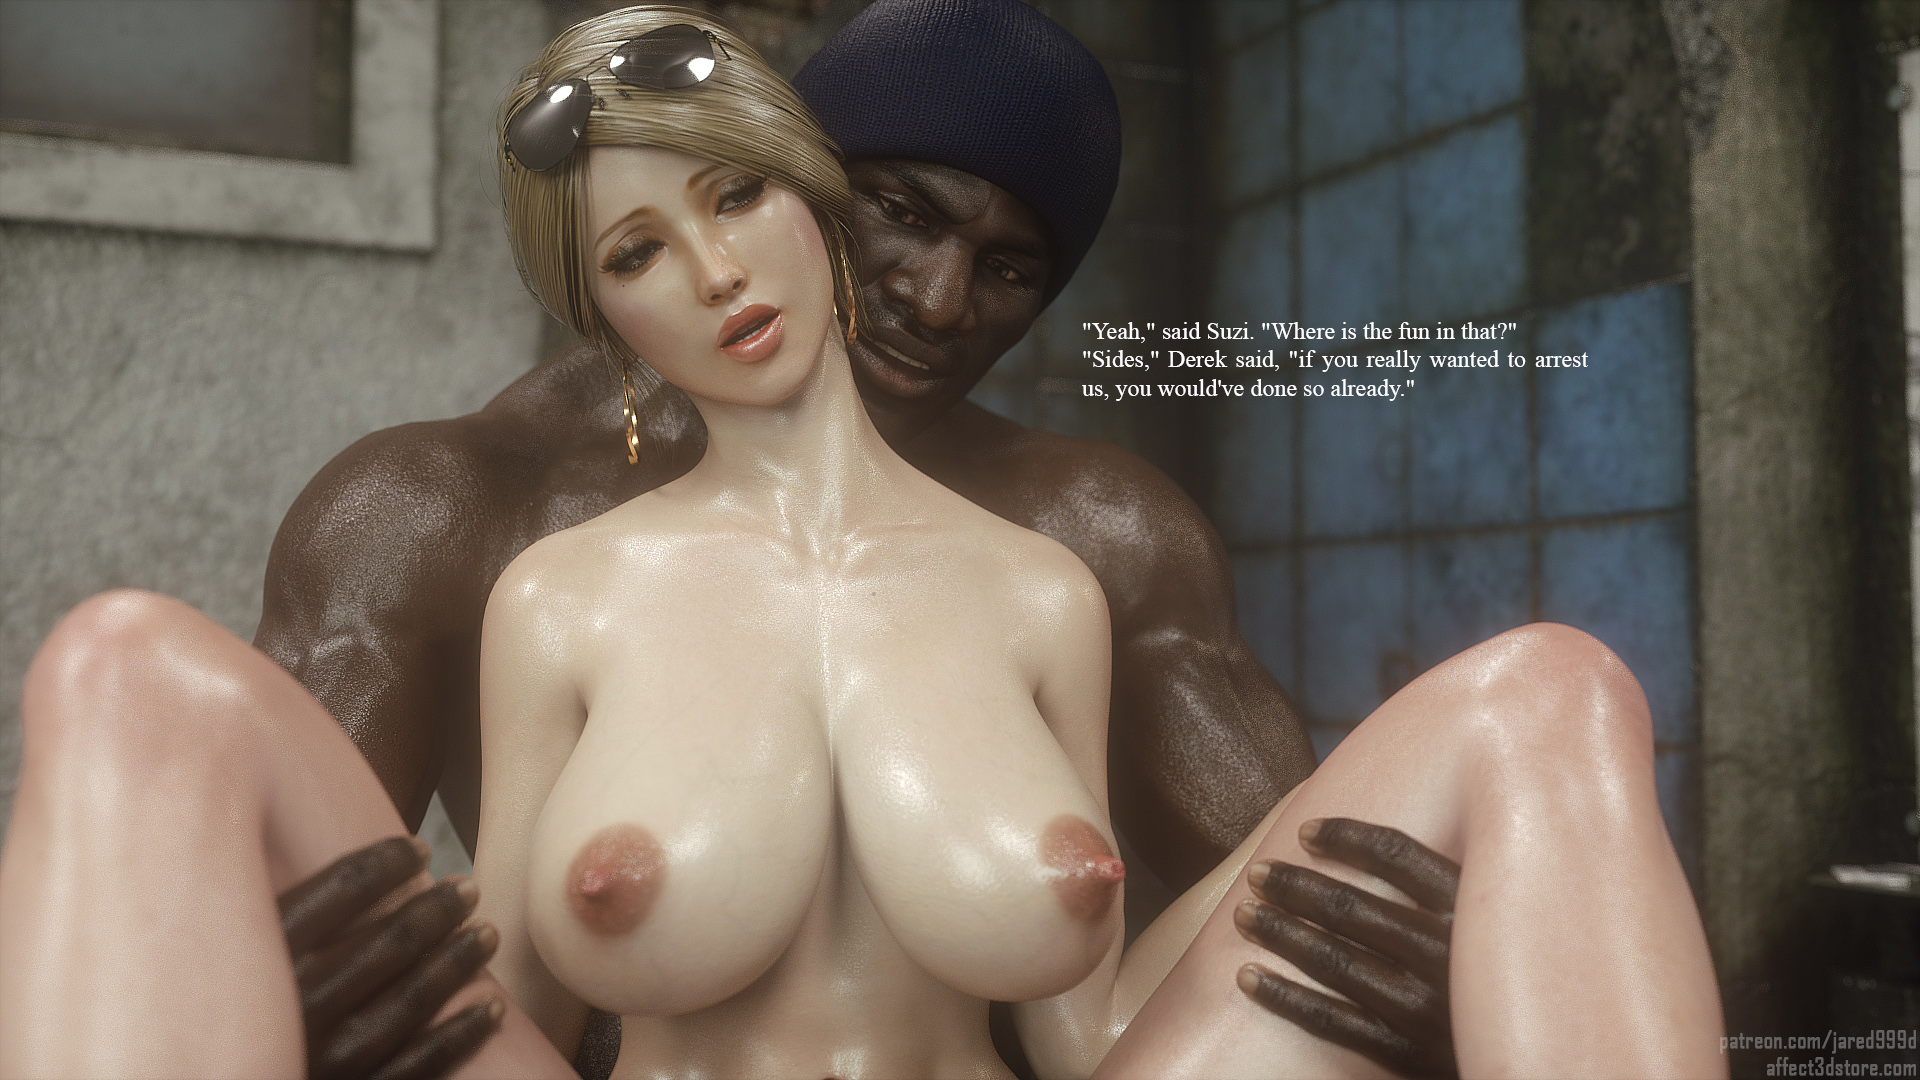 "Yeah," said Suzi. "Where is the fun in that?"
"Sides," Derek said, "if you really wanted to arrest
us, you would've done so already."
patreon.com/jared999d
affect3dstore.com